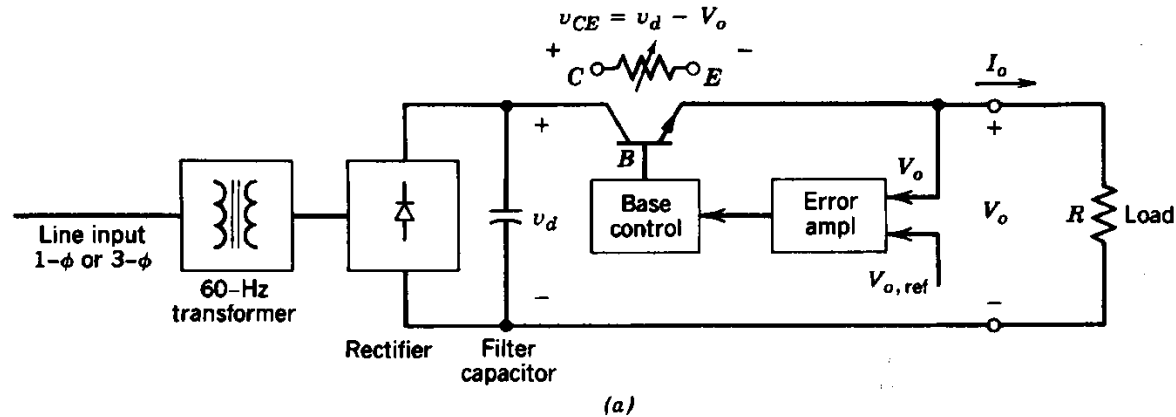 v_CE = v_d − V_o
+ −
C E
I_o
+ +
B
V_o
Line input
1-ϕ or 3-ϕ
60-Hz
transformer
v_d
Base
control
Error
ampl
V_o
R Load
V_o, ref
− −
Rectifier
Filter
capacitor
(a)